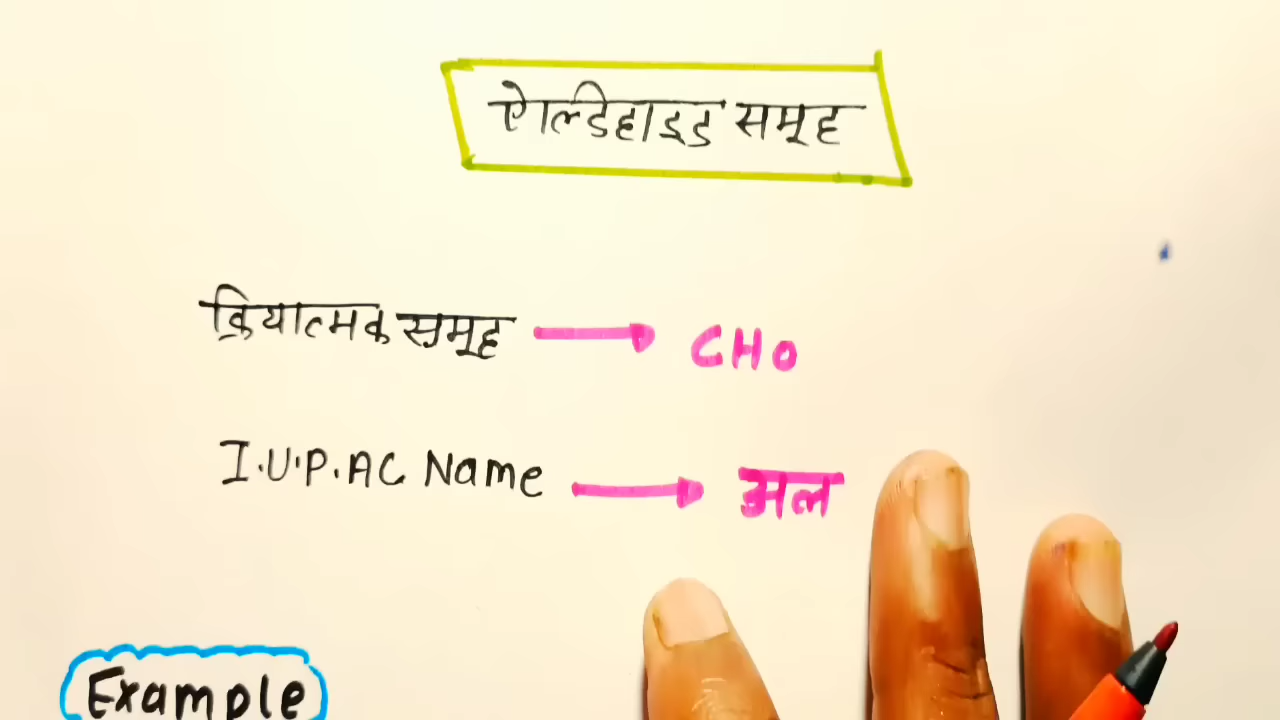 ऐल्डिहाइड समूह
क्रियात्मक समूह → CHO
I.U.P.AC Name → अल
Example